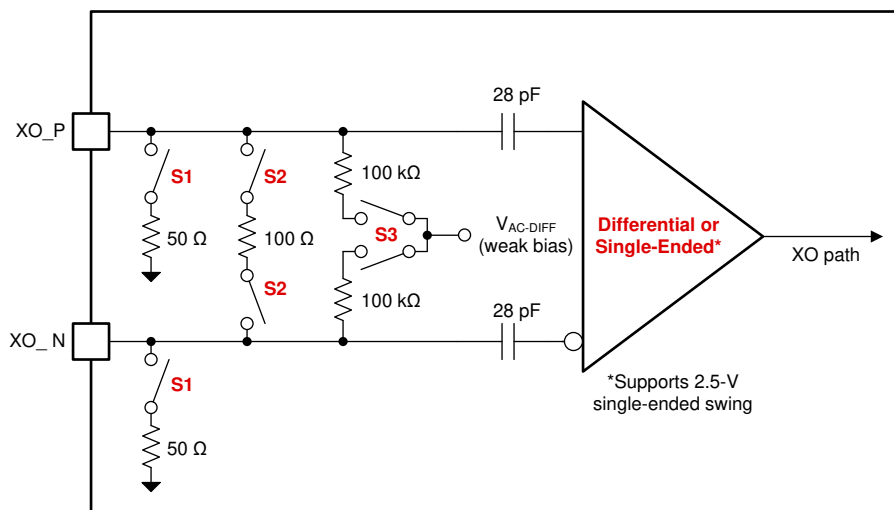 28 pF
XO_P
S1
S2
100 kΩ
50 Ω
100 Ω
S3
VAC-DIFF
(weak bias)
Differential or
Single-Ended*
XO path
S2
100 kΩ
28 pF
XO_ N
S1
*Supports 2.5-V
single-ended swing
50 Ω